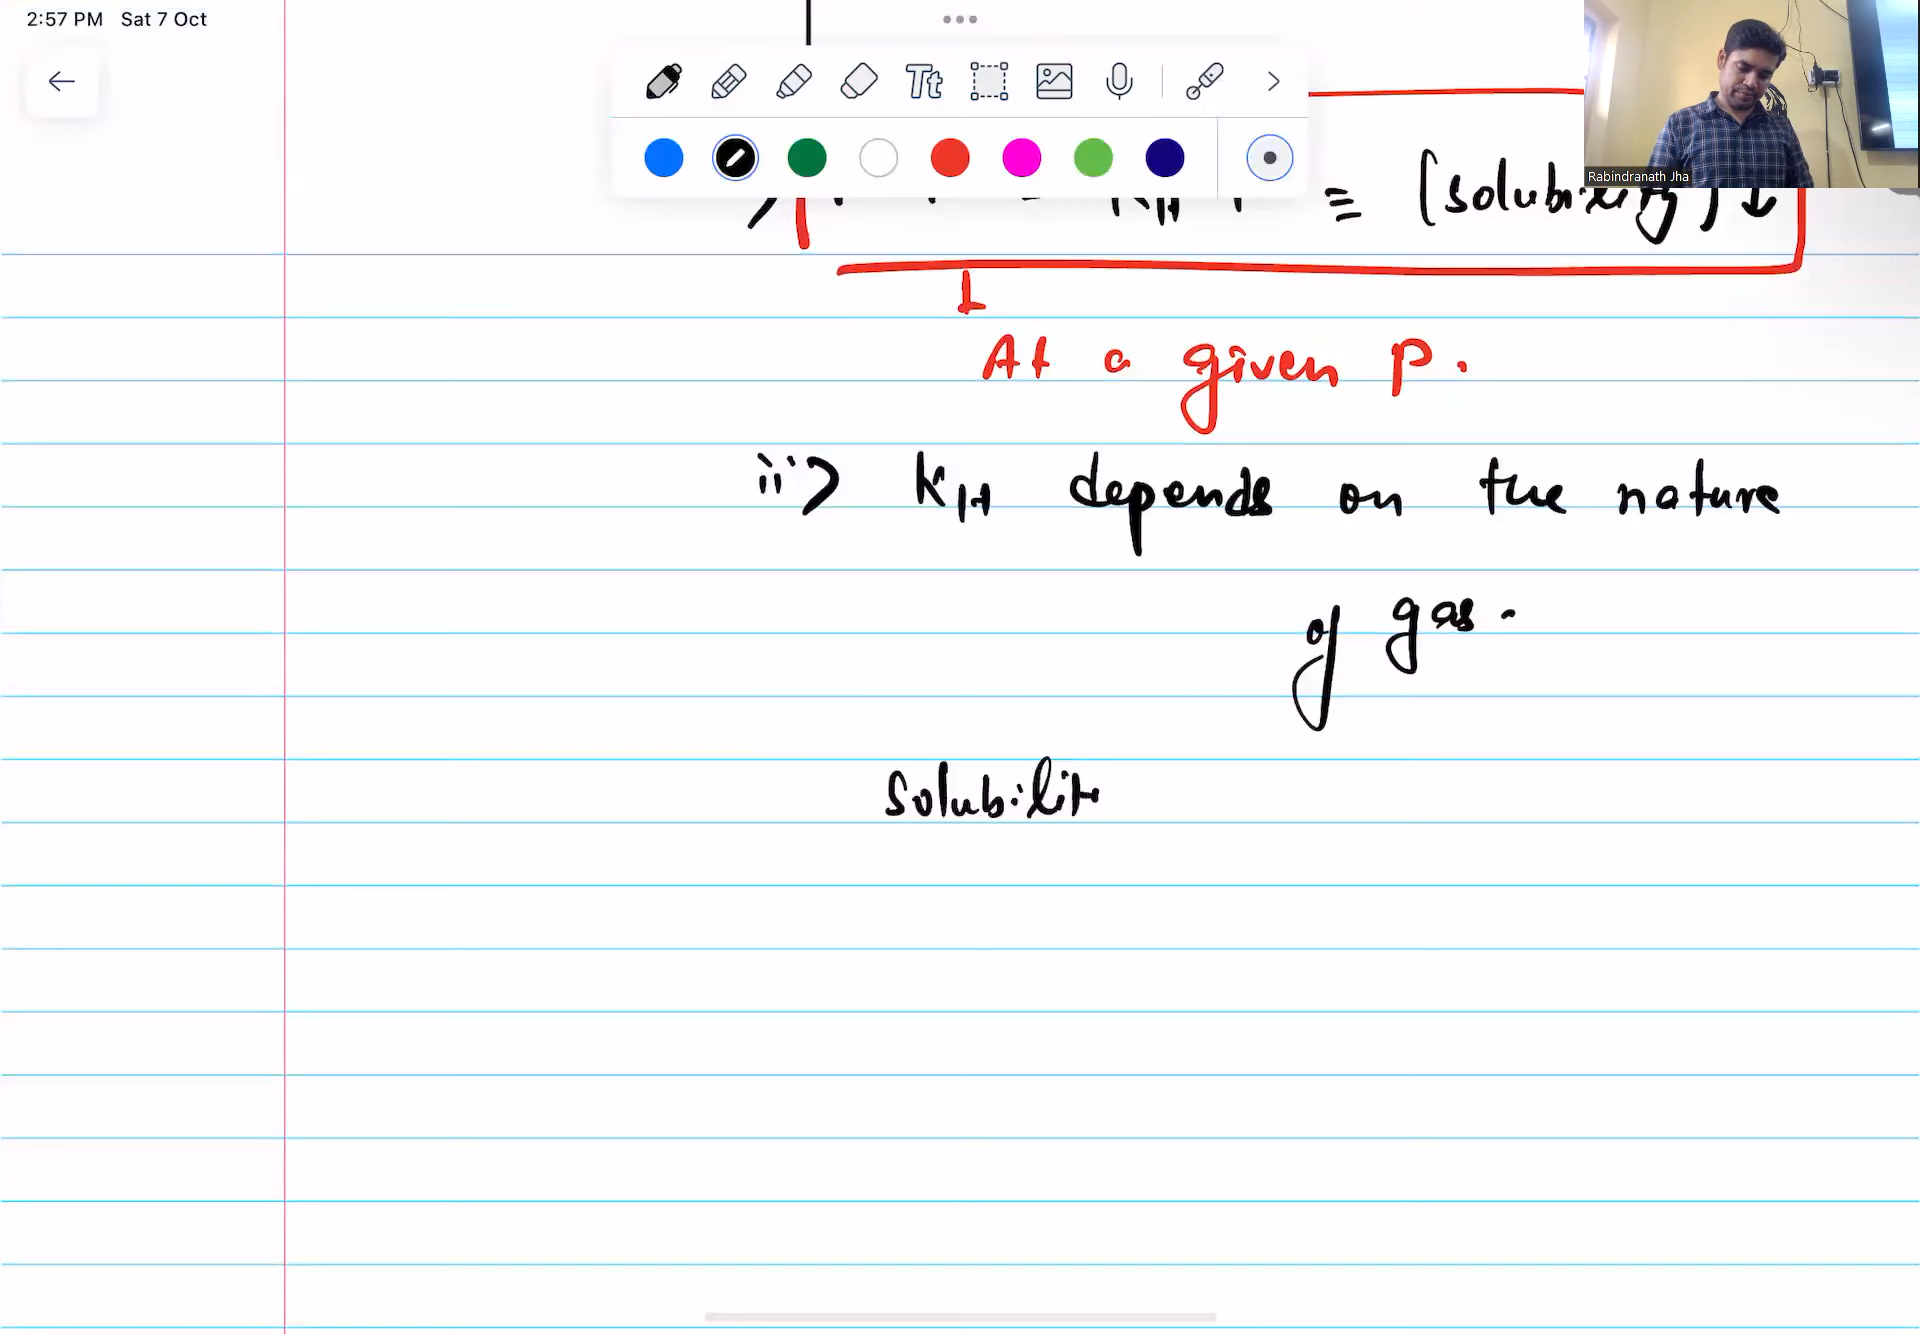 2:57 PM Sat 7 Oct
Tt
Rabindranath Jha
≡ (solubility) ↓
At a given P.
ii> KH depends on the nature
of gas.
Solubilit